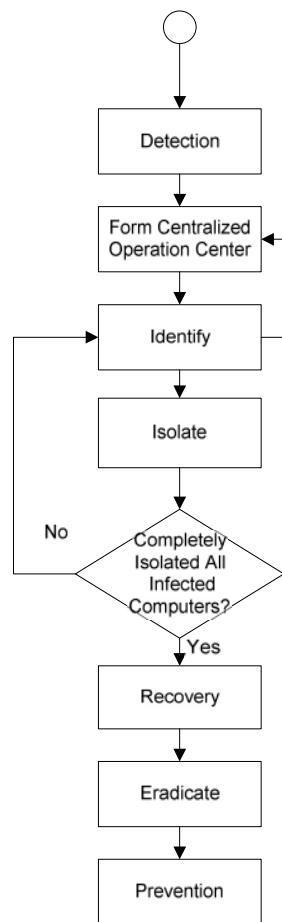 Detection
Form Centralized
Operation Center
Identify
Isolate
No
Completely
Isolated All
Infected
Computers?
Yes
Recovery
Eradicate
Prevention